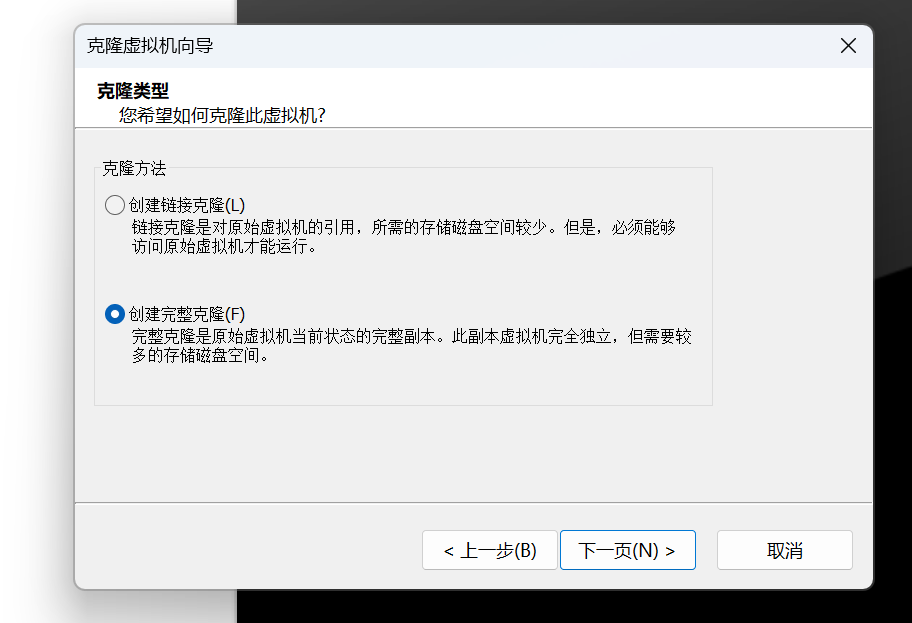 克隆虚拟机向导
克隆类型
您希望如何克隆此虚拟机?
克隆方法
创建链接克隆(L)
链接克隆是对原始虚拟机的引用，所需的存储磁盘空间较少。但是，必须能够
访问原始虚拟机才能运行。
创建完整克隆(F)
完整克隆是原始虚拟机当前状态的完整副本。此副本虚拟机完全独立，但需要较
多的存储磁盘空间。
< 上一步(B) 下一页(N) > 取消